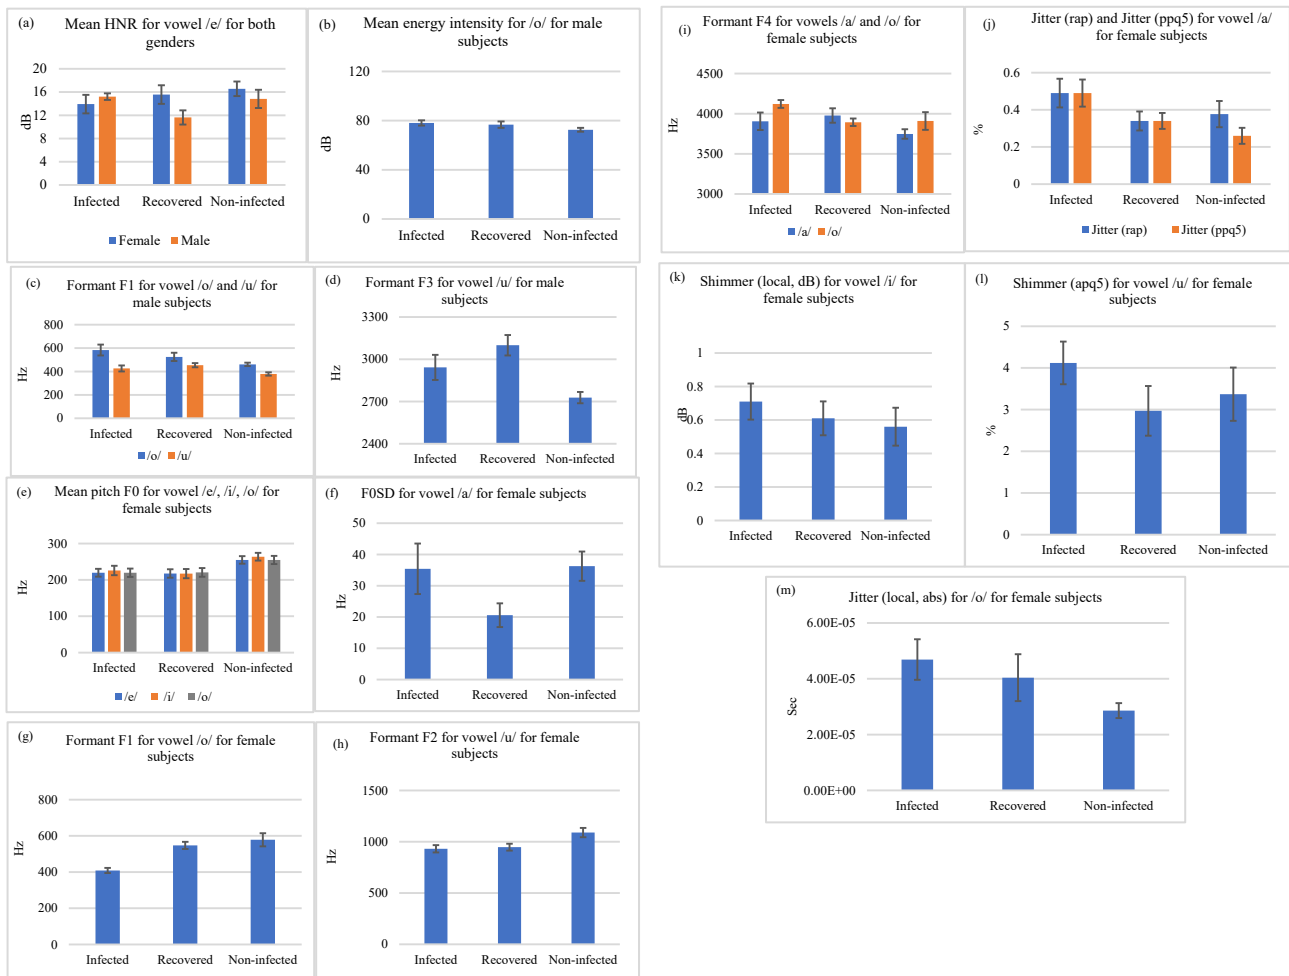 (a)
Mean HNR for vowel /e/ for both
genders
20
16
12
8
4
0
dB
Infected Recovered Non-infected
Female Male
(b)
Mean energy intensity for /o/ for male
subjects
120
80
40
0
dB
Infected Recovered Non-infected
(c)
Formant F1 for vowel /o/ and /u/ for
male subjects
800
600
400
200
0
Hz
Infected Recovered Non-infected
/o/ /u/
(d)
Formant F3 for vowel /u/ for male
subjects
3300
3000
2700
2400
Hz
Infected Recovered Non-infected
(e)
Mean pitch F0 for vowel /e/, /i/, /o/ for
female subjects
300
200
100
0
Hz
Infected Recovered Non-infected
/e/ /i/ /o/
(f)
F0SD for vowel /a/ for female subjects
50
40
30
20
10
0
Hz
Infected Recovered Non-infected
(g)
Formant F1 for vowel /o/ for female
subjects
800
600
400
200
0
Hz
Infected Recovered Non-infected
(h)
Formant F2 for vowel /u/ for female
subjects
1500
1000
500
0
Hz
Infected Recovered Non-infected
(i)
Formant F4 for vowels /a/ and /o/ for
female subjects
4500
4000
3500
3000
Hz
Infected Recovered Non-infected
/a/ /o/
(j)
Jitter (rap) and Jitter (ppq5) for vowel /a/
for female subjects
0.6
0.4
0.2
0
%
Infected Recovered Non-infected
Jitter (rap) Jitter (ppq5)
(k)
Shimmer (local, dB) for vowel /i/ for
female subjects
1
0.8
0.6
0.4
0.2
0
dB
Infected Recovered Non-infected
(l)
Shimmer (apq5) for vowel /u/ for female
subjects
5
4
3
2
1
0
%
Infected Recovered Non-infected
(m)
Jitter (local, abs) for /o/ for female subjects
6.00E-05
4.00E-05
2.00E-05
0.00E+00
Sec
Infected Recovered Non-infected